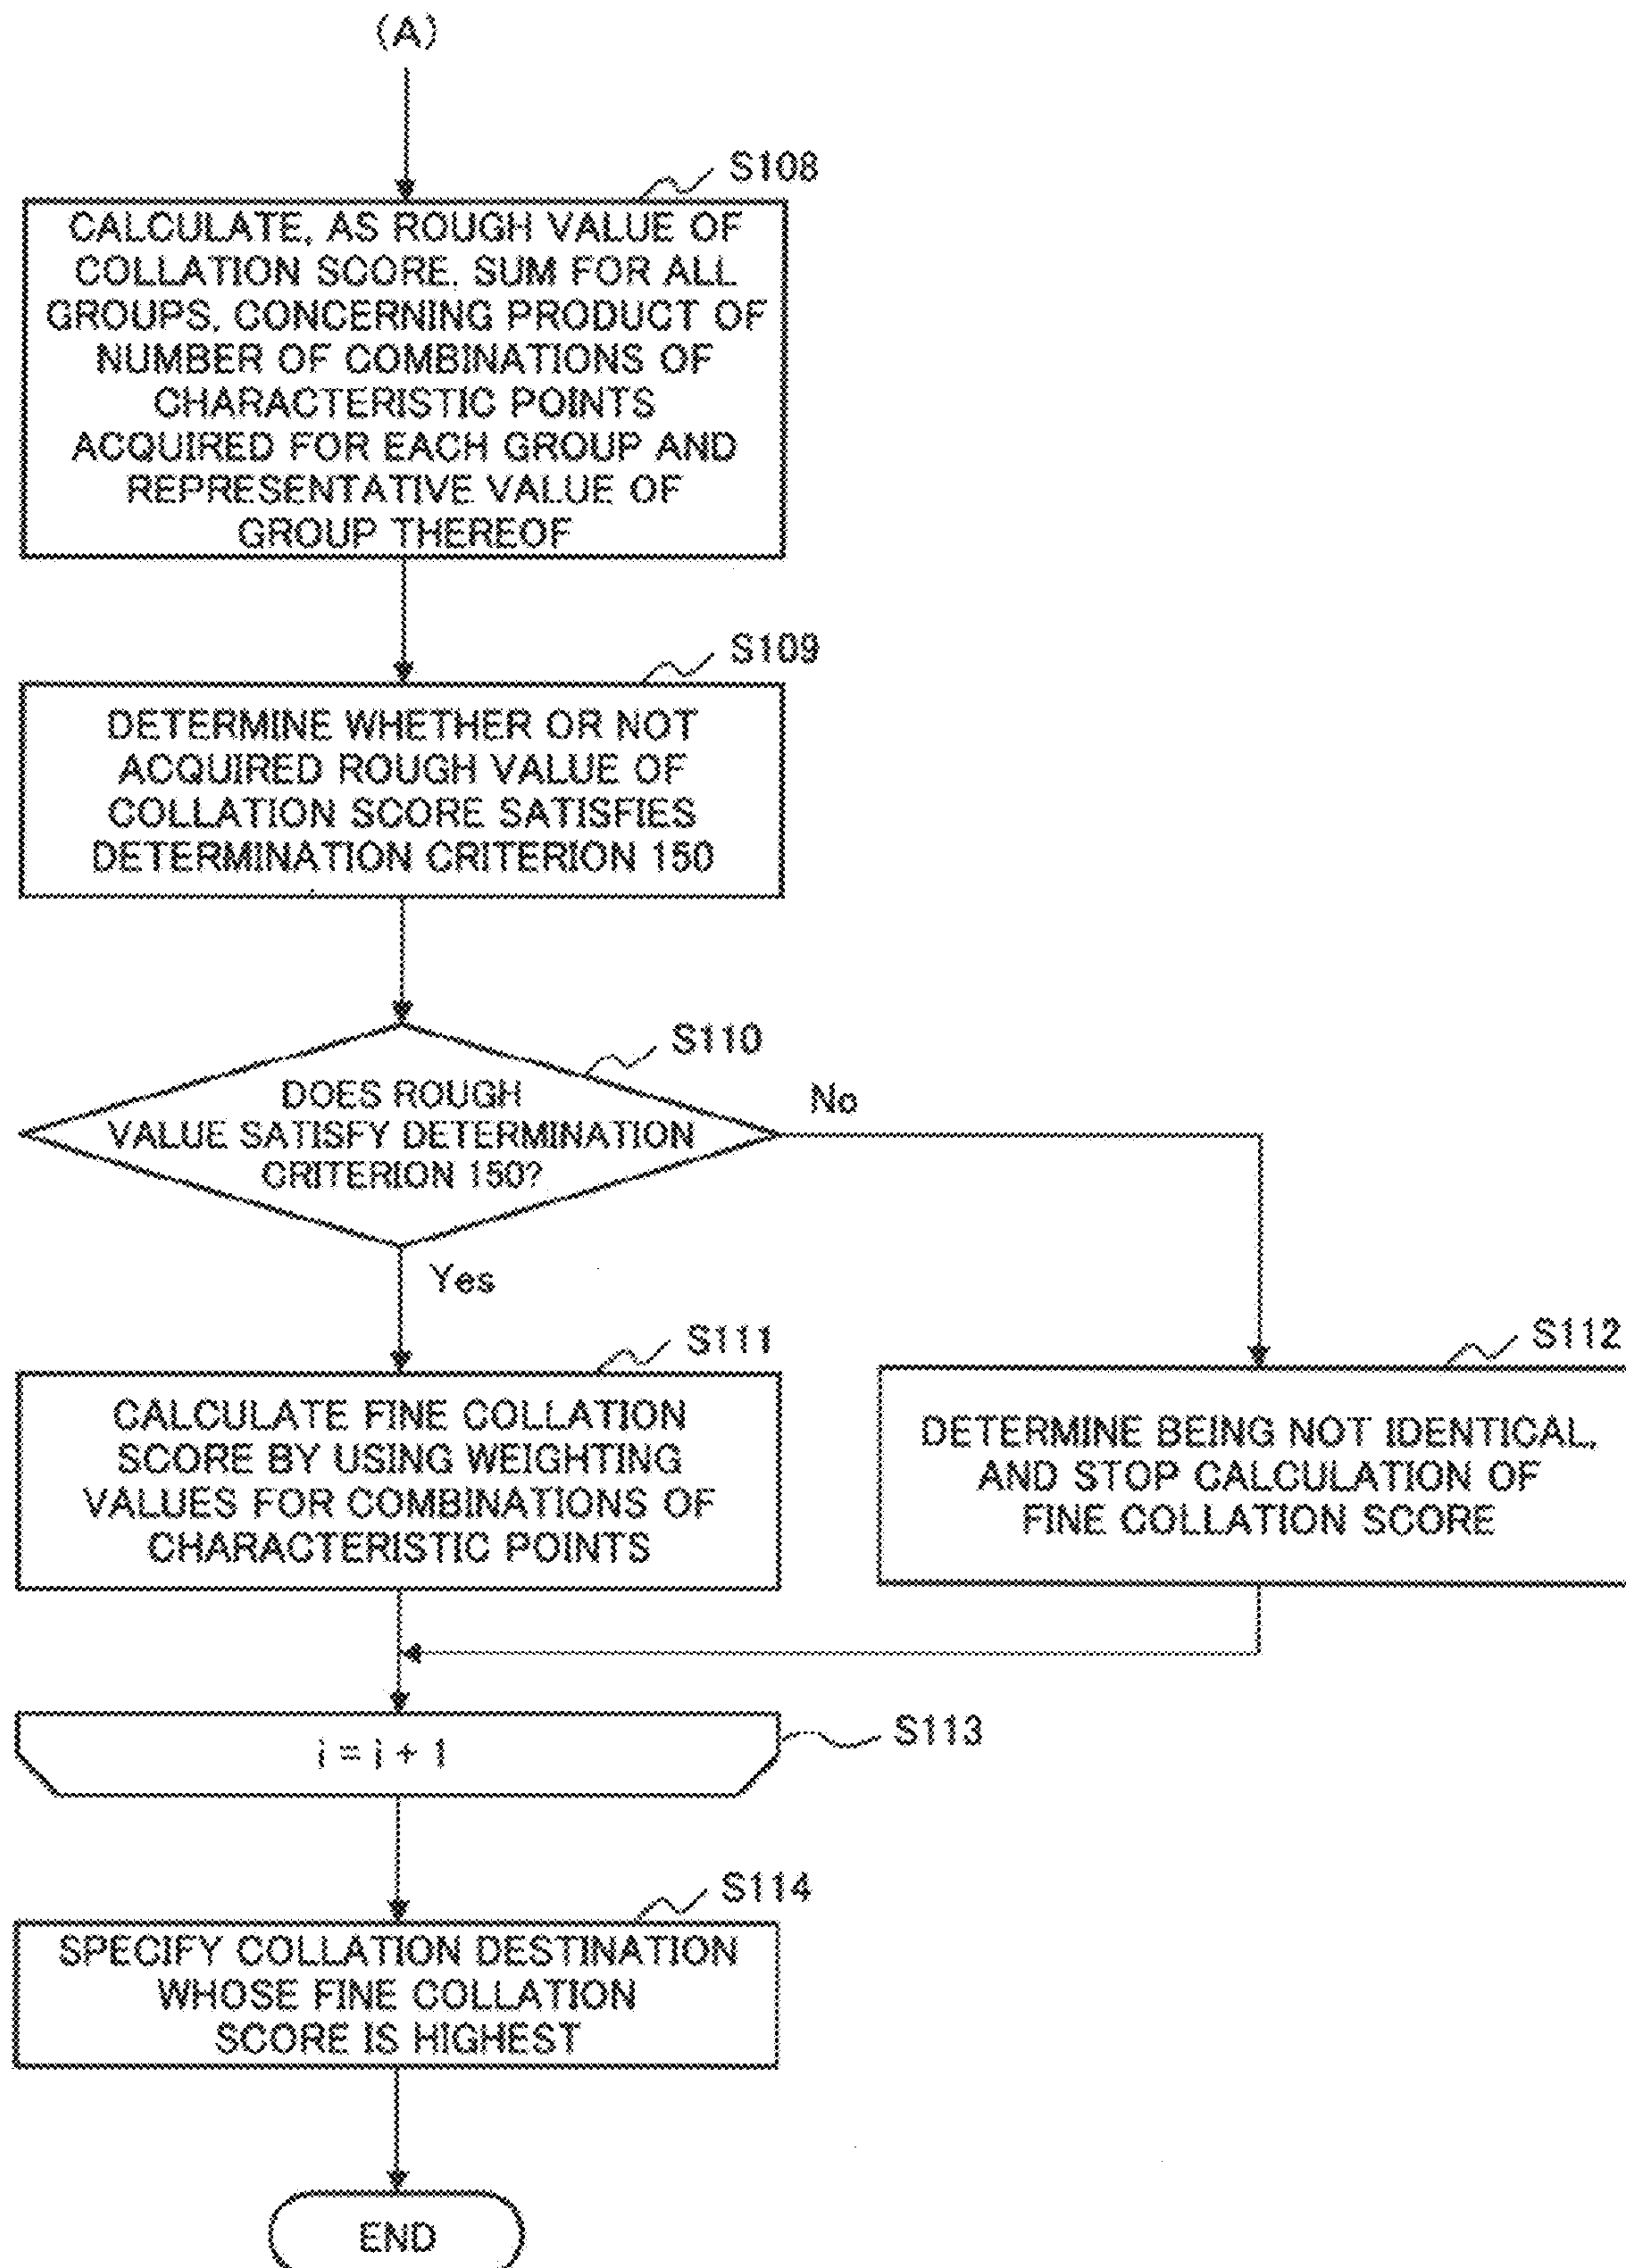 (A)
S108
CALCULATE, AS ROUGH VALUE OF
COLLATION SCORE, SUM FOR ALL
GROUPS, CONCERNING PRODUCT OF
NUMBER OF COMBINATIONS OF
CHARACTERISTIC POINTS
ACQUIRED FOR EACH GROUP AND
REPRESENTATIVE VALUE OF
GROUP THEREOF
S109
DETERMINE WHETHER OR NOT
ACQUIRED ROUGH VALUE OF
COLLATION SCORE SATISFIES
DETERMINATION CRITERION 150
S110
DOES ROUGH
VALUE SATISFY DETERMINATION
CRITERION 150?
No
Yes
S111
CALCULATE FINE COLLATION
SCORE BY USING WEIGHTING
VALUES FOR COMBINATIONS OF
CHARACTERISTIC POINTS
S112
DETERMINE BEING NOT IDENTICAL,
AND STOP CALCULATION OF
FINE COLLATION SCORE
i = i + 1
S113
S114
SPECIFY COLLATION DESTINATION
WHOSE FINE COLLATION
SCORE IS HIGHEST
END